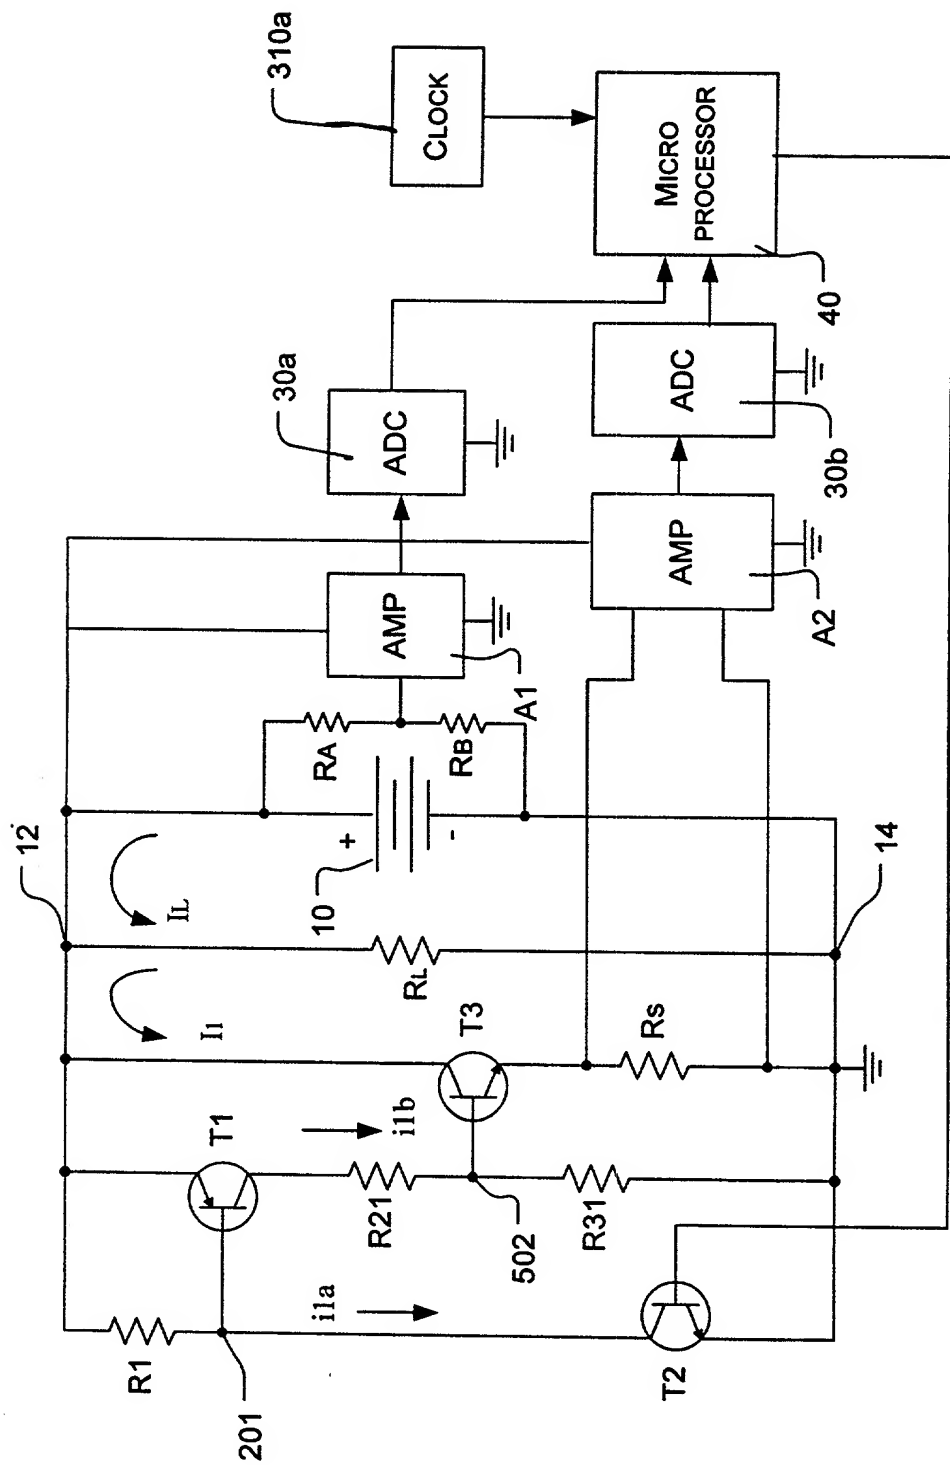 310a
CLOCK
MICRO
PROCESSOR
40
30a
ADC
ADC
30b
AMP
A1
AMP
A2
RA
RB
12
IL
+
-
10
14
RL
I1
T3
RS
T1
i1b
R21
502
R31
R1
i1a
201
T2